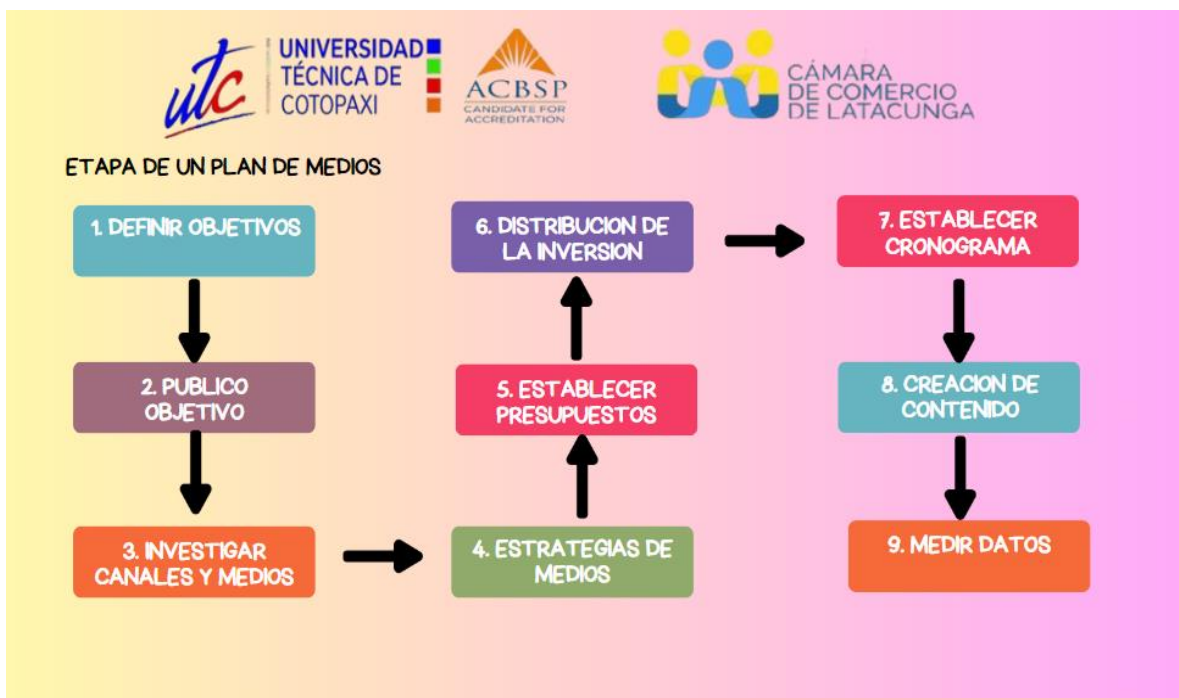 utc
UNIVERSIDAD
TÉCNICA DE
COTOPAXI
ACBSP
CANDIDATE FOR
ACCREDITATION
CÁMARA
DE COMERCIO
DE LATACUNGA
ETAPA DE UN PLAN DE MEDIOS
1. DEFINIR OBJETIVOS
2. PUBLICO
OBJETIVO
3. INVESTIGAR
CANALES Y MEDIOS
4. ESTRATEGIAS DE
MEDIOS
5. ESTABLECER
PRESUPUESTOS
6. DISTRIBUCION DE
LA INVERSION
7. ESTABLECER
CRONOGRAMA
8. CREACION DE
CONTENIDO
9. MEDIR DATOS